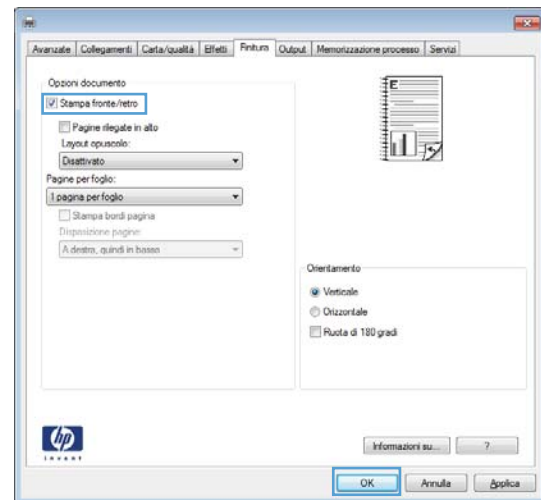 Avanzate Collegamenti Carta/qualità Effetti Finitura Output Memorizzazione processo Servizi
Opzioni documento
Stampa fronte/retro
Pagine rilegate in alto
Layout opuscolo:
Disattivato
Pagine per foglio:
1 pagina per foglio
Stampa bordi pagina
Disposizione pagine:
A destra, quindi in basso
E
Orientamento
Verticale
Orizzontale
Ruota di 180 gradi
hp
invent
Informazioni su... ?
OK Annulla Applica